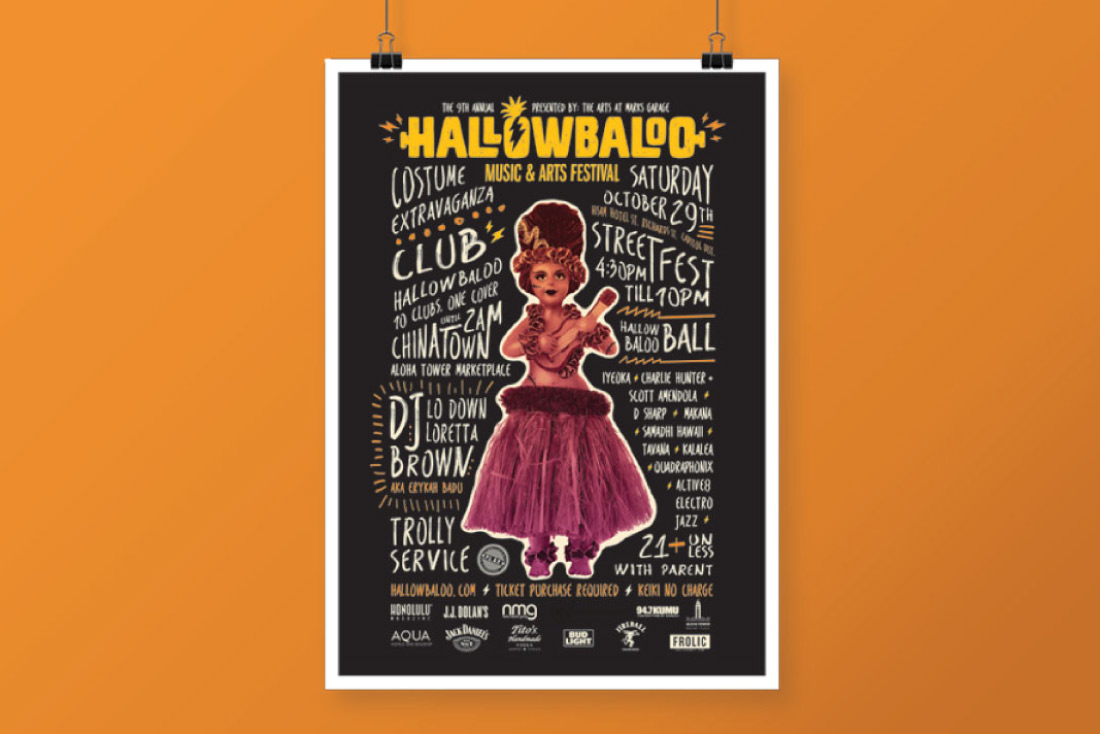 THE 9TH ANNUAL PRESENTED BY: THE ARTS AT MARKS GARAGE
HALLOWBALOO
MUSIC & ARTS FESTIVAL
COSTUME
EXTRAVAGANZA
CLUB
HALLOWBALOO
10 CLUBS, ONE COVER
UNTIL 2AM
CHINATOWN
ALOHA TOWER MARKETPLACE
DJ LO DOWN
LORETTA
BROWN
AKA ERYKAH BADU
TROLLY
SERVICE
SATURDAY
OCTOBER 29TH
STREET FEST
4:30PM
TILL 10PM
HALLOW
BALOO BALL
IYEOKA CHARLIE HUNTER
SCOTT AMENDOLA
D SHARP MAKANA
SAMADHI HAWAII
TAVANA KALALEA
QUADRAPHONIX
ACTIVE8
ELECTRO
JAZZ
21+ UN
LESS
WITH PARENT
HALLOWBALOO.COM TICKET PURCHASE REQUIRED KEIKI NO CHARGE
HONOLULU
MAGAZINE
J.J. DOLAN'S
nmg
94.7KUMU
AQUA
JACK DANIEL'S
Tito's
Handmade
VODKA
BUD
LIGHT
FIREBALL
FROLIC